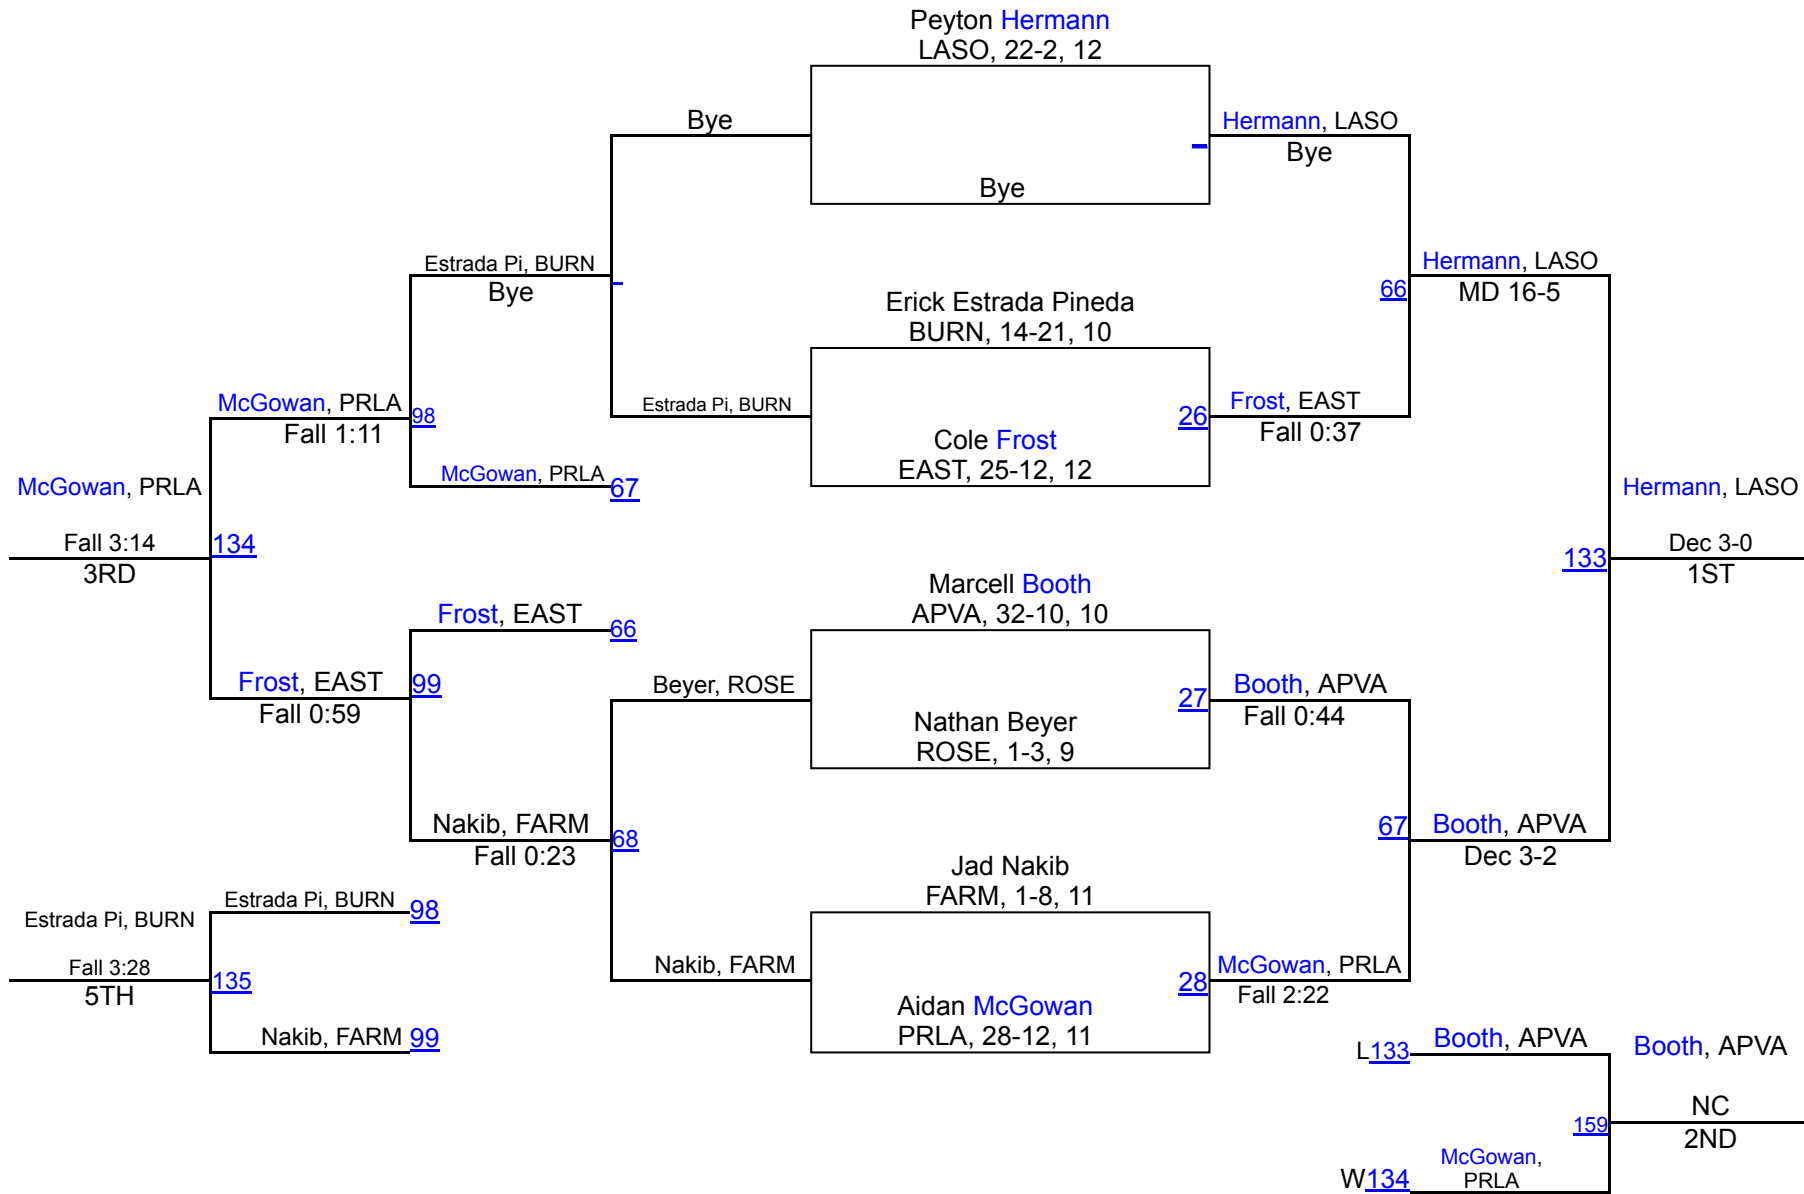 Peyton Hermann
LASO, 22-2, 12
Bye
Hermann, LASO
Bye
Bye
Estrada Pi, BURN
Bye
Hermann, LASO
MD 16-5
66
Erick Estrada Pineda
BURN, 14-21, 10
McGowan, PRLA
Fall 1:11
98
Estrada Pi, BURN
26
Frost, EAST
Fall 0:37
Cole Frost
EAST, 25-12, 12
McGowan, PRLA
67
McGowan, PRLA
Fall 3:14
3RD
134
Hermann, LASO
133
Dec 3-0
1ST
Marcell Booth
APVA, 32-10, 10
Frost, EAST
66
Frost, EAST
Fall 0:59
99
Beyer, ROSE
27
Booth, APVA
Fall 0:44
Nathan Beyer
ROSE, 1-3, 9
Nakib, FARM
Fall 0:23
68
67
Booth, APVA
Dec 3-2
Jad Nakib
FARM, 1-8, 11
Estrada Pi, BURN
98
Estrada Pi, BURN
Fall 3:28
5TH
135
Nakib, FARM
28
McGowan, PRLA
Fall 2:22
Aidan McGowan
PRLA, 28-12, 11
Nakib, FARM
99
L133
Booth, APVA
Booth, APVA
159
NC
2ND
W134
McGowan,
PRLA